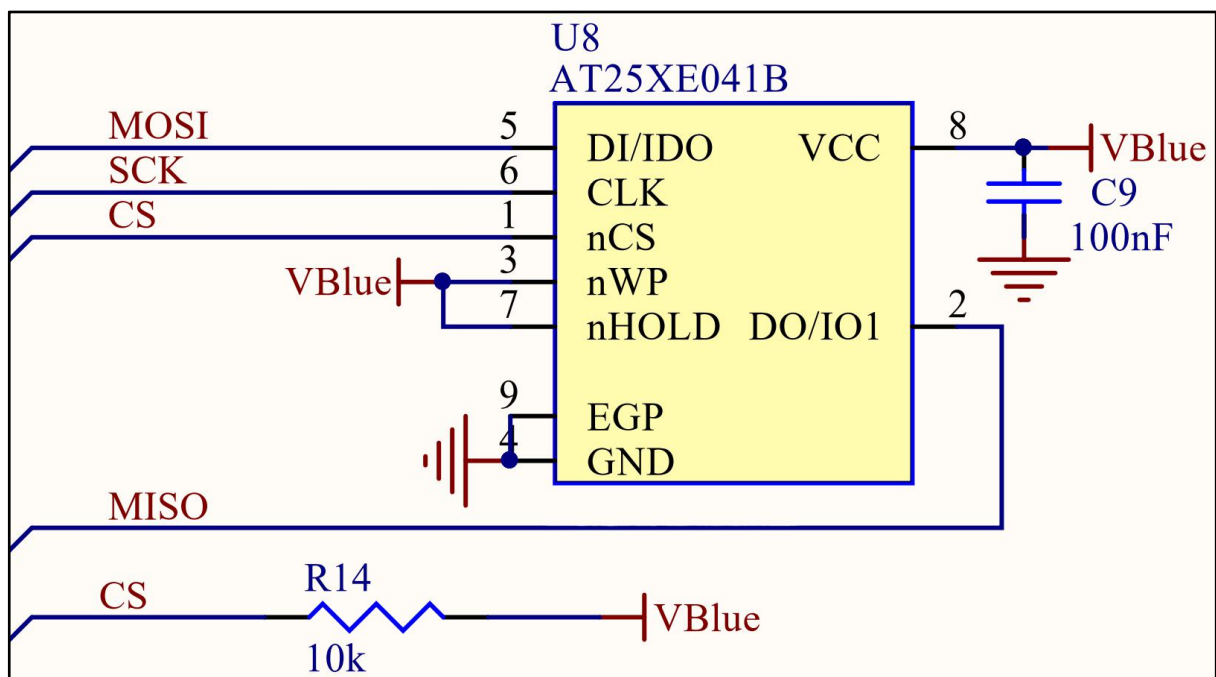 U8
AT25XE041B
MOSI 5 DI/IDO VCC 8 VBlue
SCK 6 CLK
CS 1 nCS
C9
100nF
VBlue 3 nWP
7 nHOLD DO/IO1 2
9 EGP
4 GND
MISO
CS R14 VBlue
10k